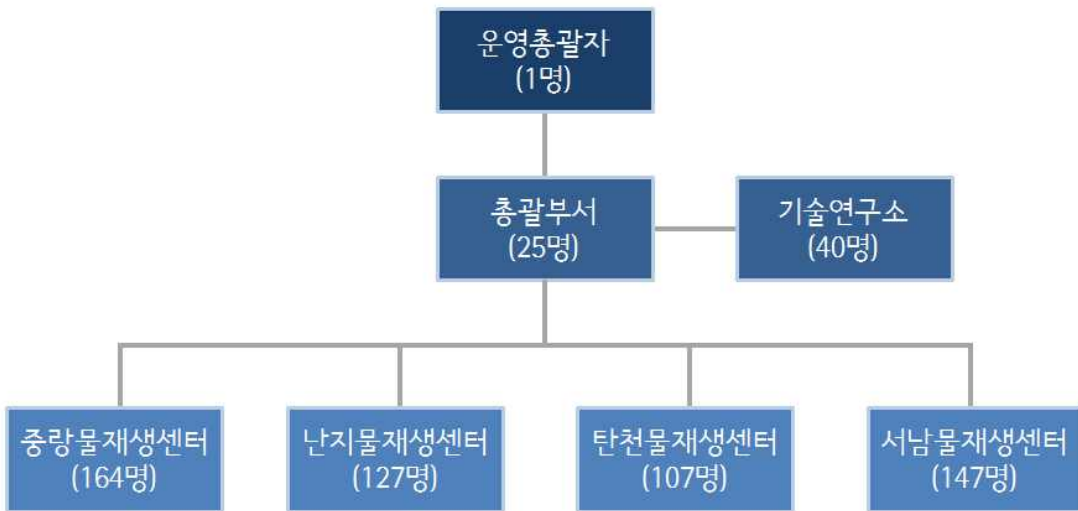 운영총괄자
(1명)
총괄부서
(25명)
기술연구소
(40명)
중랑물재생센터
(164명)
난지물재생센터
(127명)
탄천물재생센터
(107명)
서남물재생센터
(147명)